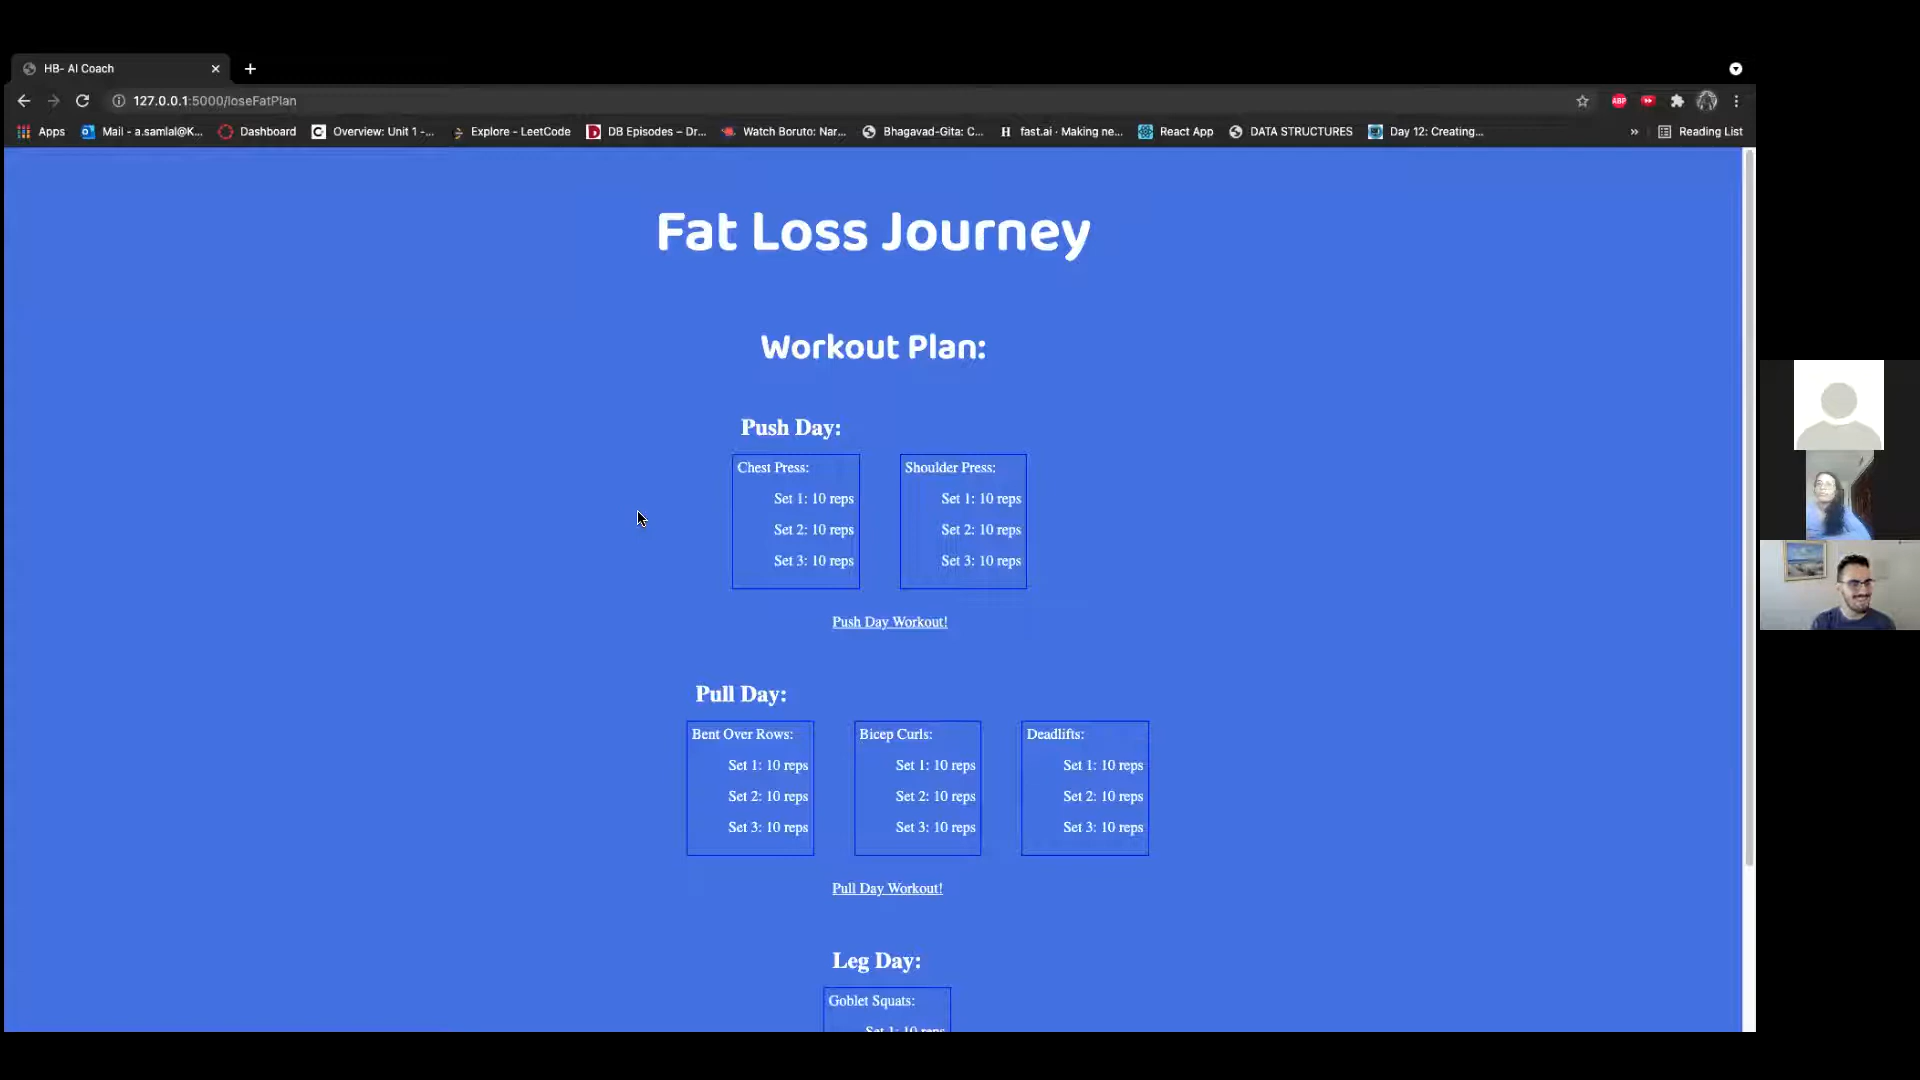 HB- AI Coach
127.0.0.1:5000/loseFatPlan
ABP
Apps Mail - a.samlal@K... Dashboard Overview: Unit 1 -... Explore - LeetCode DB Episodes – Dr... Watch Boruto: Nar... Bhagavad-Gita: C... H fast.ai · Making ne... React App DATA STRUCTURES Day 12: Creating... » Reading List
Fat Loss Journey
Workout Plan:
Push Day:
Chest Press: Shoulder Press:
Set 1: 10 reps Set 1: 10 reps
Set 2: 10 reps Set 2: 10 reps
Set 3: 10 reps Set 3: 10 reps
Push Day Workout!
Pull Day:
Bent Over Rows: Bicep Curls: Deadlifts:
Set 1: 10 reps Set 1: 10 reps Set 1: 10 reps
Set 2: 10 reps Set 2: 10 reps Set 2: 10 reps
Set 3: 10 reps Set 3: 10 reps Set 3: 10 reps
Pull Day Workout!
Leg Day:
Goblet Squats:
Set 1: 10 reps